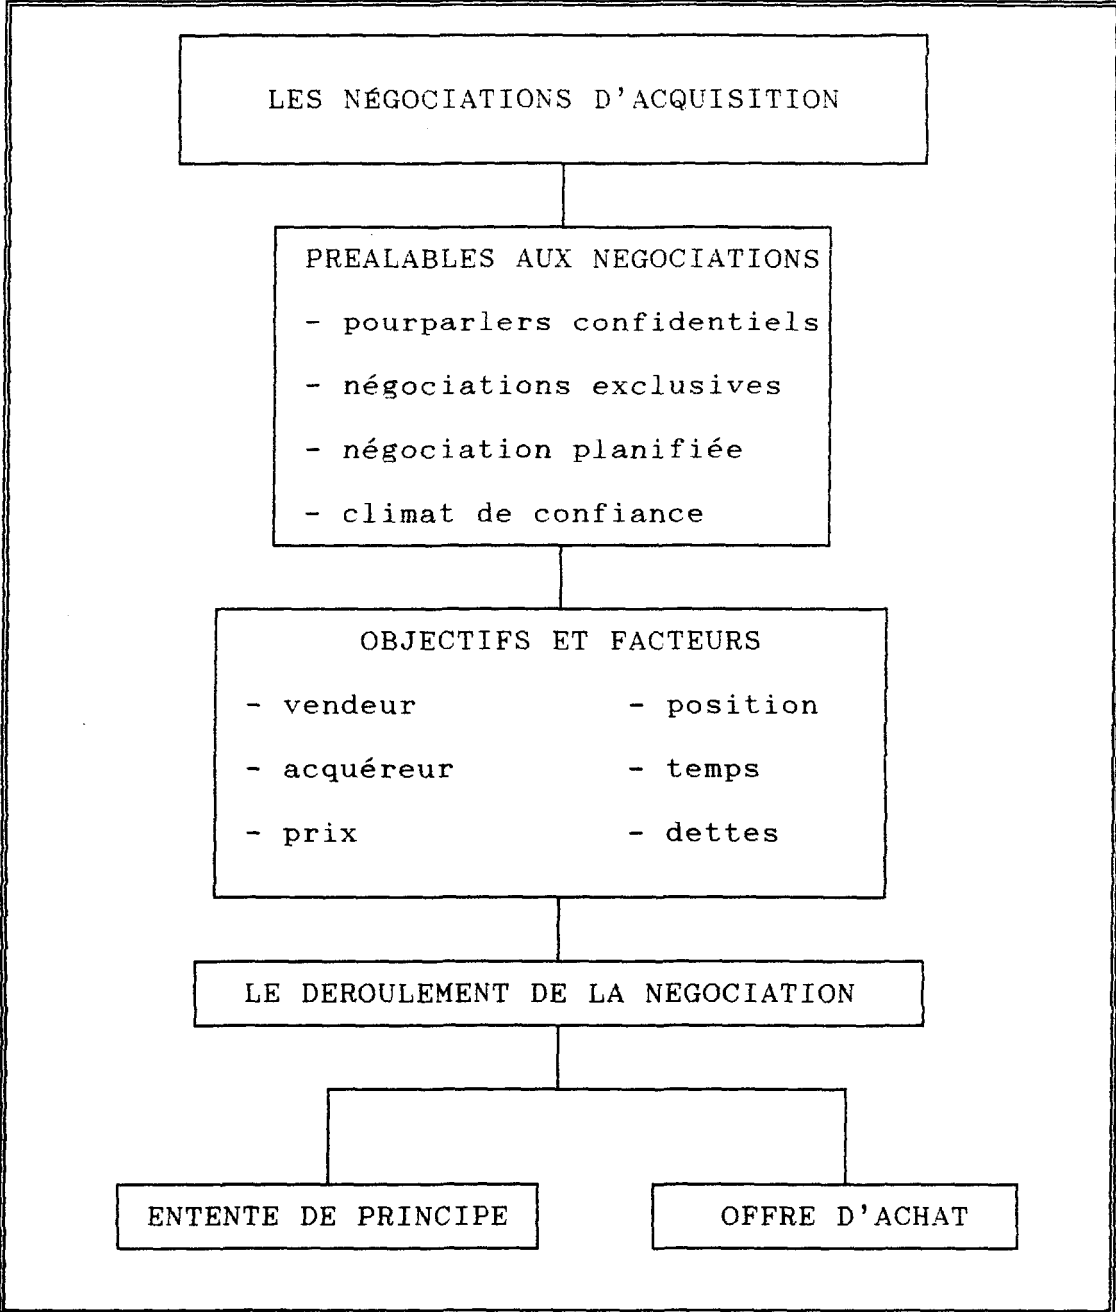 LES NÉGOCIATIONS D'ACQUISITION
PREALABLES AUX NEGOCIATIONS
- pourparlers confidentiels
- négociations exclusives
- négociation planifiée
- climat de confiance
OBJECTIFS ET FACTEURS
- vendeur - position
- acquéreur - temps
- prix - dettes
LE DEROULEMENT DE LA NEGOCIATION
ENTENTE DE PRINCIPE OFFRE D'ACHAT